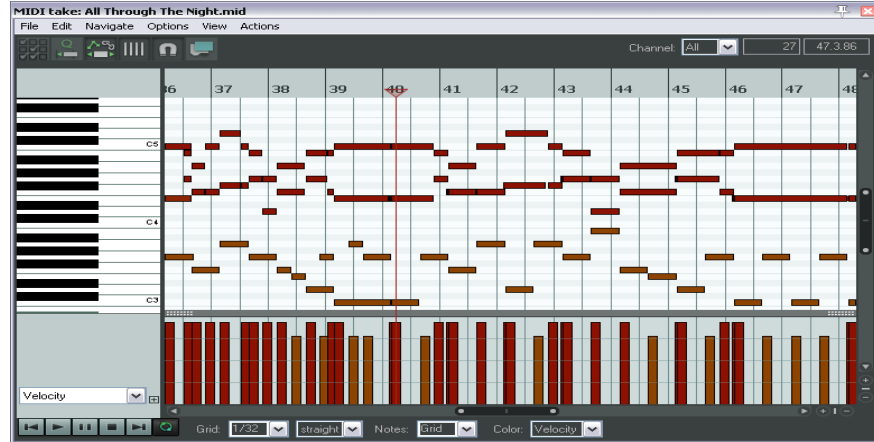 MIDI take: All Through The Night.mid
File Edit Navigate Options View Actions
Channel: All 27 47.3.86
36 37 38 39 40 41 42 43 44 45 46 47 48
C5
C4
C3
Velocity
Grid: 1/32 straight Notes: Grid Color: Velocity